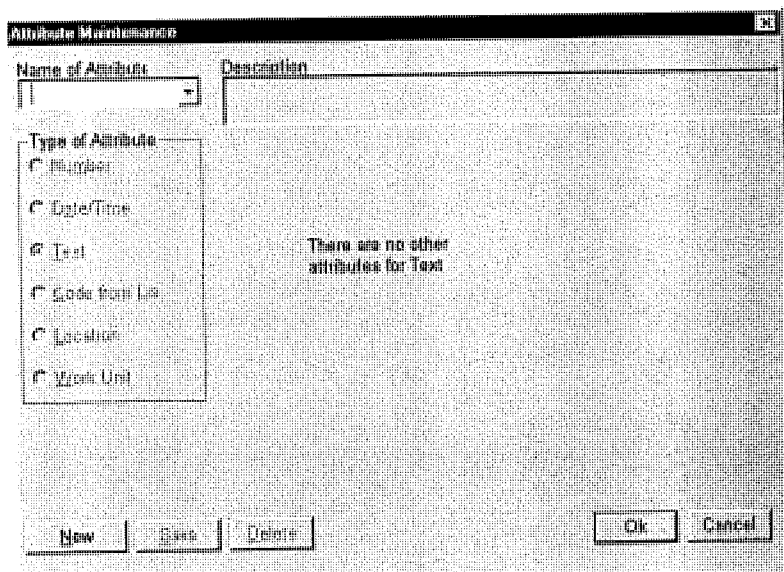 Attribute Maintenance
Name of Attribute
Description
Type of Attribute
Number
Date/Time
Text
Code from List
Location
Work Unit
There are no other
attributes for Text
New
Save
Delete
Ok
Cancel